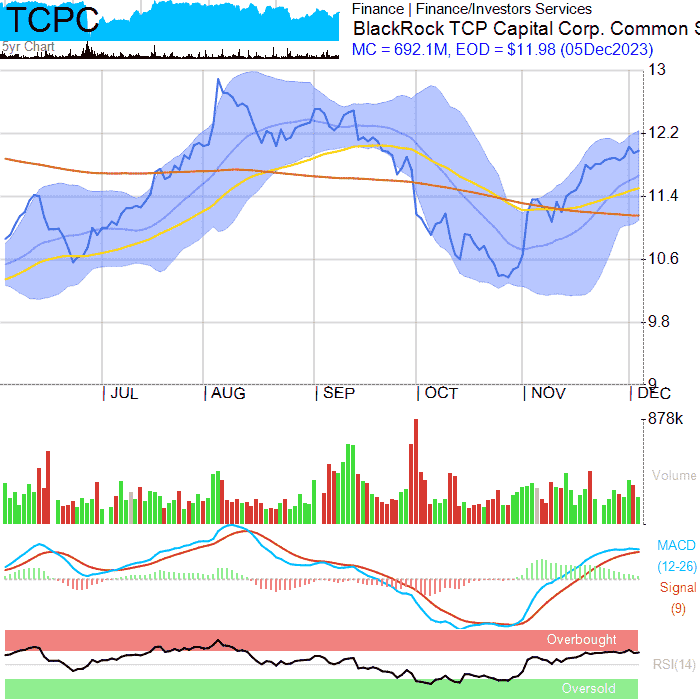 TCPC
5yr Chart
Finance | Finance/Investors Services
BlackRock TCP Capital Corp. Common S
MC = 692.1M, EOD = $11.98 (05Dec2023)
13
12.2
11.4
10.6
9.8
9
JUL AUG SEP OCT NOV DEC
878k
Volume
MACD
(12-26)
Signal
(9)
Overbought
RSI(14)
Oversold